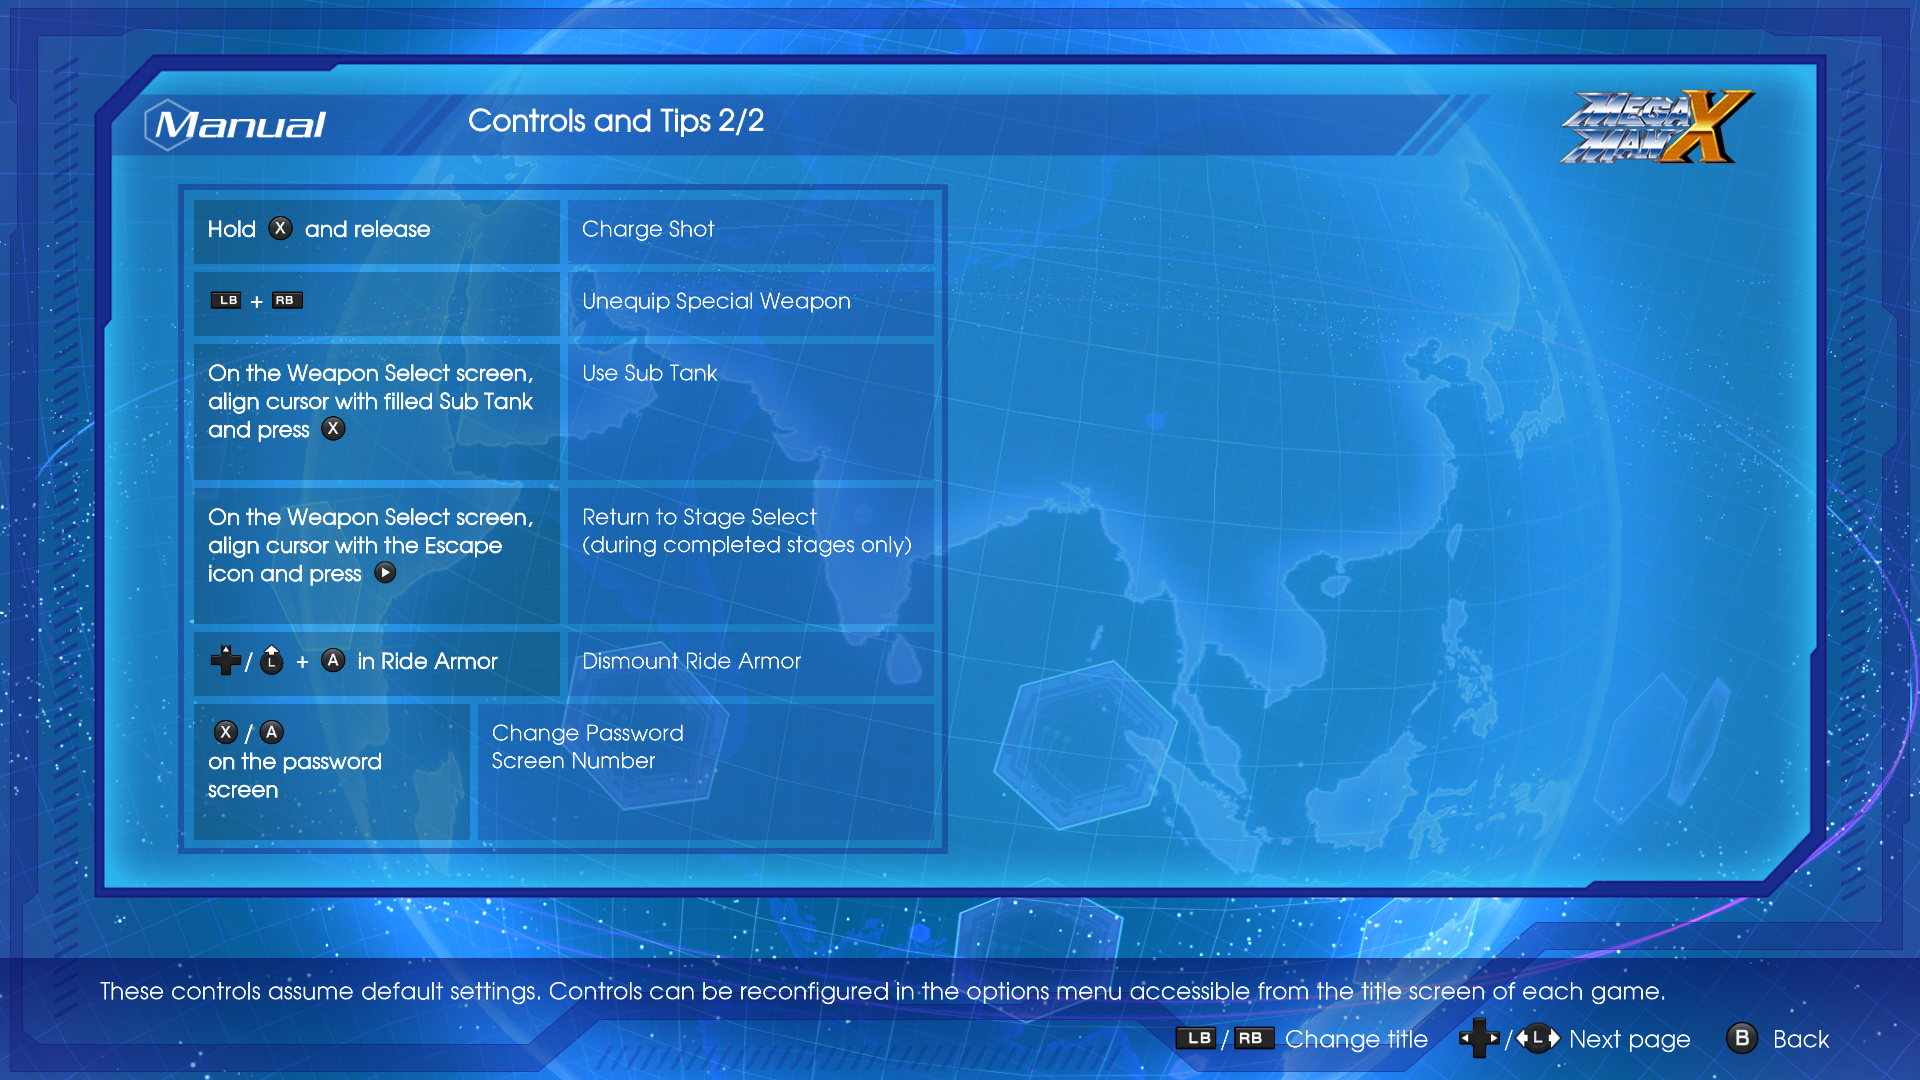 Manual
Controls and Tips 2/2
MEGA
MAN X
Hold X and release
Charge Shot
LB + RB
Unequip Special Weapon
On the Weapon Select screen,
align cursor with filled Sub Tank
and press X
Use Sub Tank
On the Weapon Select screen,
align cursor with the Escape
icon and press
Return to Stage Select
(during completed stages only)
/ L + A in Ride Armor
Dismount Ride Armor
X / A
on the password
screen
Change Password
Screen Number
These controls assume default settings. Controls can be reconfigured in the options menu accessible from the title screen of each game.
LB / RB Change title / L Next page B Back